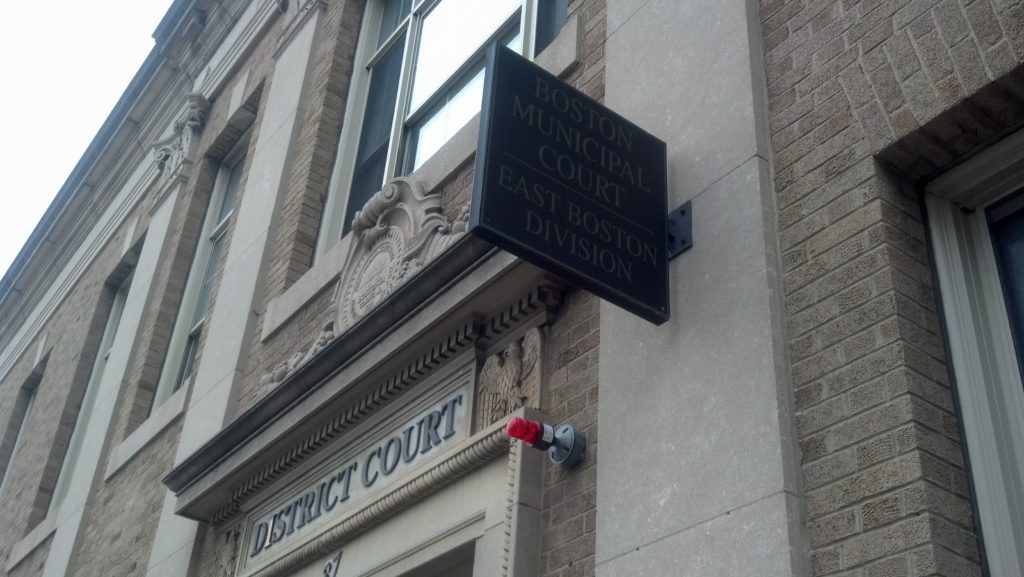 BOSTON
MUNICIPAL
COURT
EAST BOSTON
DIVISION
DISTRICT COURT
37